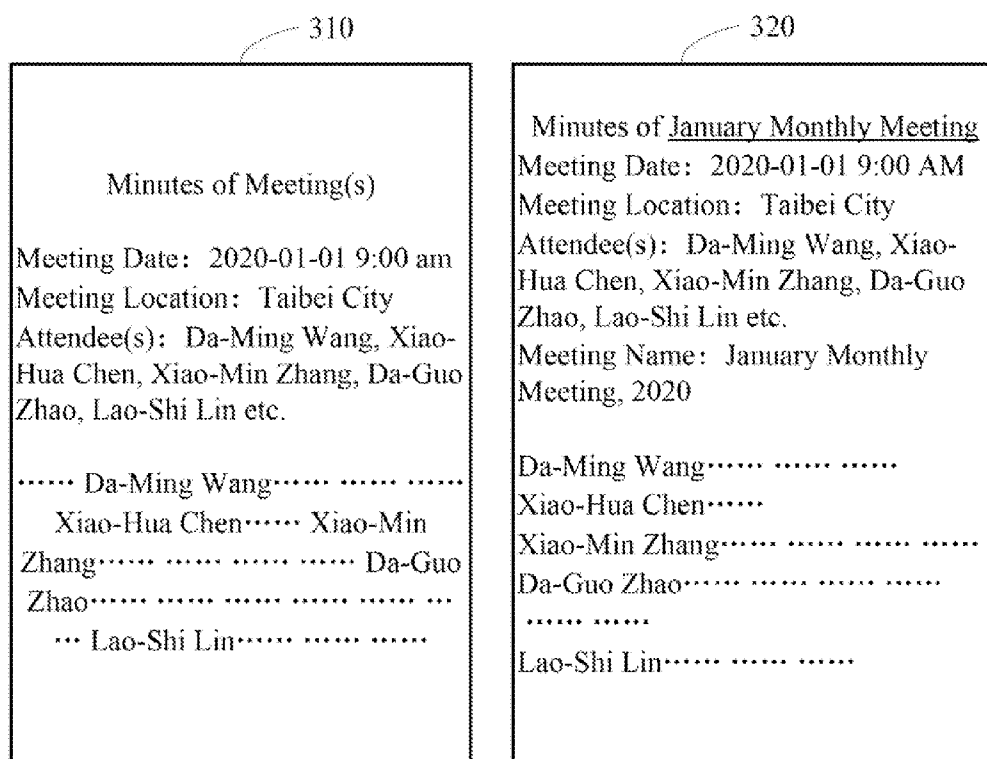 310
Minutes of Meeting(s)
Meeting Date：2020-01-01 9:00 am
Meeting Location：Taibei City
Attendee(s)：Da-Ming Wang, Xiao-
Hua Chen, Xiao-Min Zhang, Da-Guo
Zhao, Lao-Shi Lin etc.
······ Da-Ming Wang······ ······ ······
Xiao-Hua Chen······ Xiao-Min
Zhang······ ······ ······ ······ Da-Guo
Zhao······ ······ ······ ······ ······ ···
··· Lao-Shi Lin······ ······ ······
320
Minutes of January Monthly Meeting
Meeting Date：2020-01-01 9:00 AM
Meeting Location：Taibei City
Attendee(s)：Da-Ming Wang, Xiao-
Hua Chen, Xiao-Min Zhang, Da-Guo
Zhao, Lao-Shi Lin etc.
Meeting Name：January Monthly
Meeting, 2020
Da-Ming Wang······ ······ ······
Xiao-Hua Chen······
Xiao-Min Zhang······ ······ ······ ······
Da-Guo Zhao······ ······ ······ ······
······ ······
Lao-Shi Lin······ ······ ······